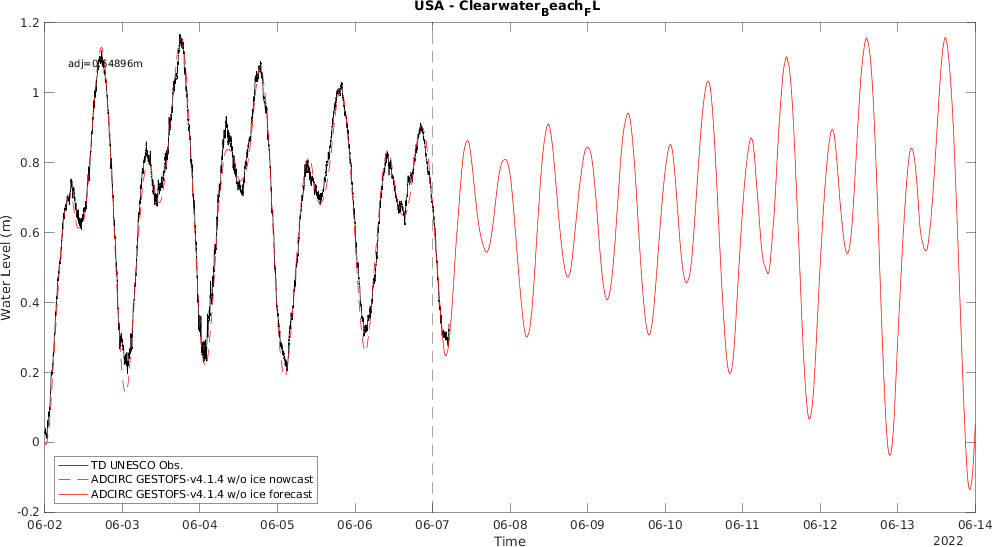 USA - Clearwater_Beach_FL
adj=0.54896m
Water Level (m)
1.2
1
0.8
0.6
0.4
0.2
0
-0.2
TD UNESCO Obs.
ADCIRC GESTOFS-v4.1.4 w/o ice nowcast
ADCIRC GESTOFS-v4.1.4 w/o ice forecast
06-02 06-03 06-04 06-05 06-06 06-07 06-08 06-09 06-10 06-11 06-12 06-13 06-14
Time
2022